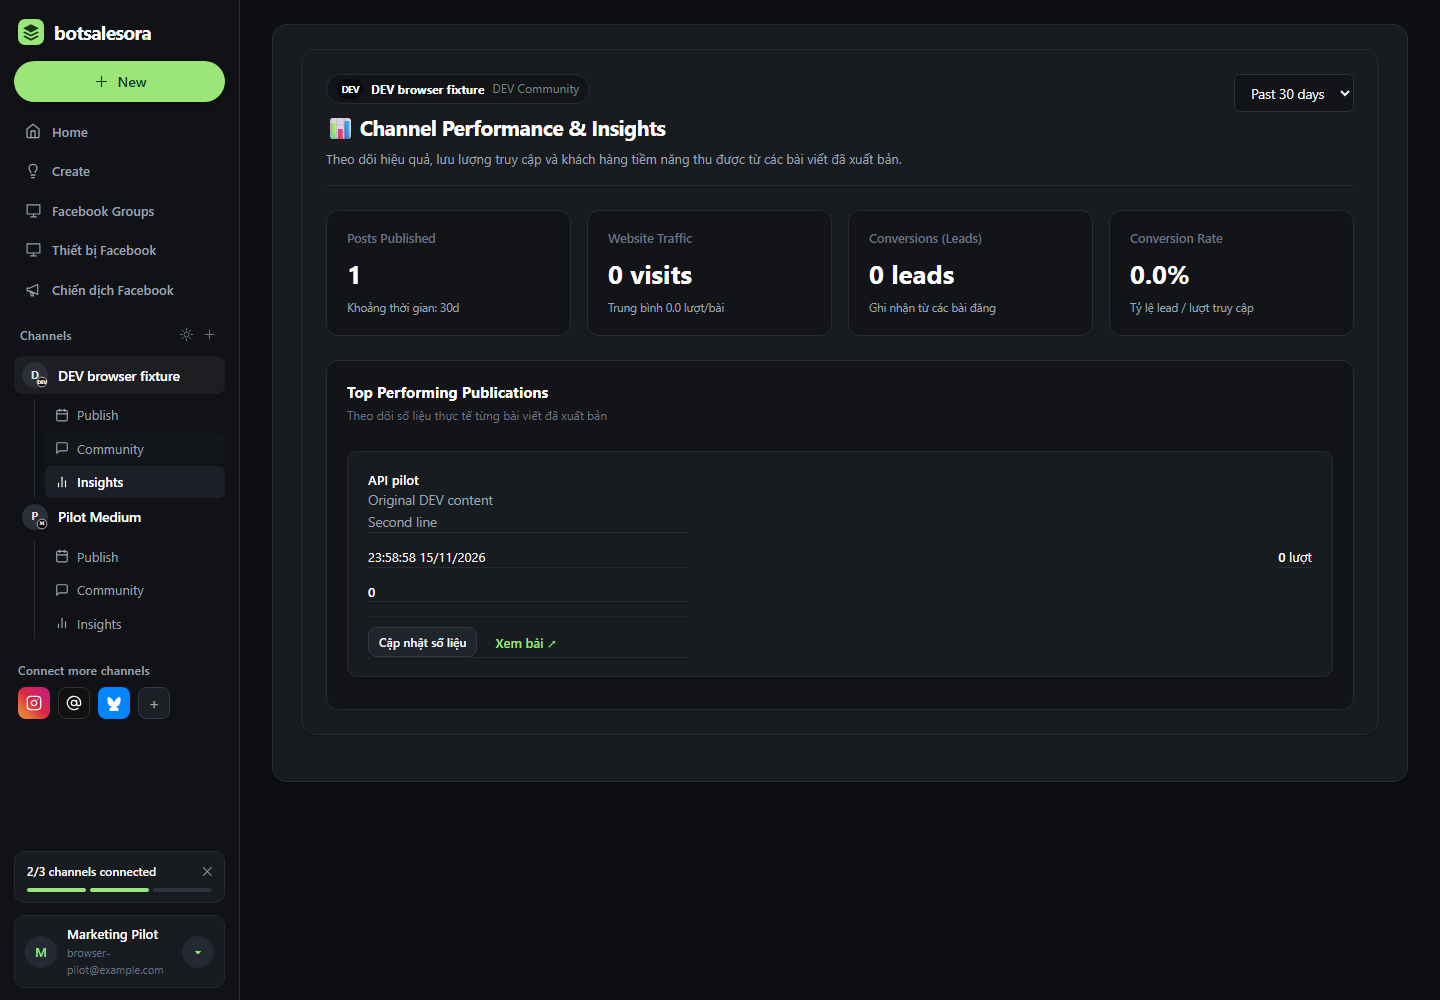 botsalesora
+ New
Home
Create
Facebook Groups
Thiết bị Facebook
Chiến dịch Facebook
Channels
D
DEV
DEV browser fixture
Publish
Community
Insights
P
M
Pilot Medium
Publish
Community
Insights
Connect more channels
+
2/3 channels connected
M
Marketing Pilot
browser-
pilot@example.com
DEV DEV browser fixture DEV Community
Past 30 days
Channel Performance & Insights
Theo dõi hiệu quả, lưu lượng truy cập và khách hàng tiềm năng thu được từ các bài viết đã xuất bản.
Posts Published
1
Khoảng thời gian: 30d
Website Traffic
0 visits
Trung bình 0.0 lượt/bài
Conversions (Leads)
0 leads
Ghi nhận từ các bài đăng
Conversion Rate
0.0%
Tỷ lệ lead / lượt truy cập
Top Performing Publications
Theo dõi số liệu thực tế từng bài viết đã xuất bản
API pilot
Original DEV content
Second line
23:58:58 15/11/2026
0 lượt
0
Cập nhật số liệu
Xem bài ↗